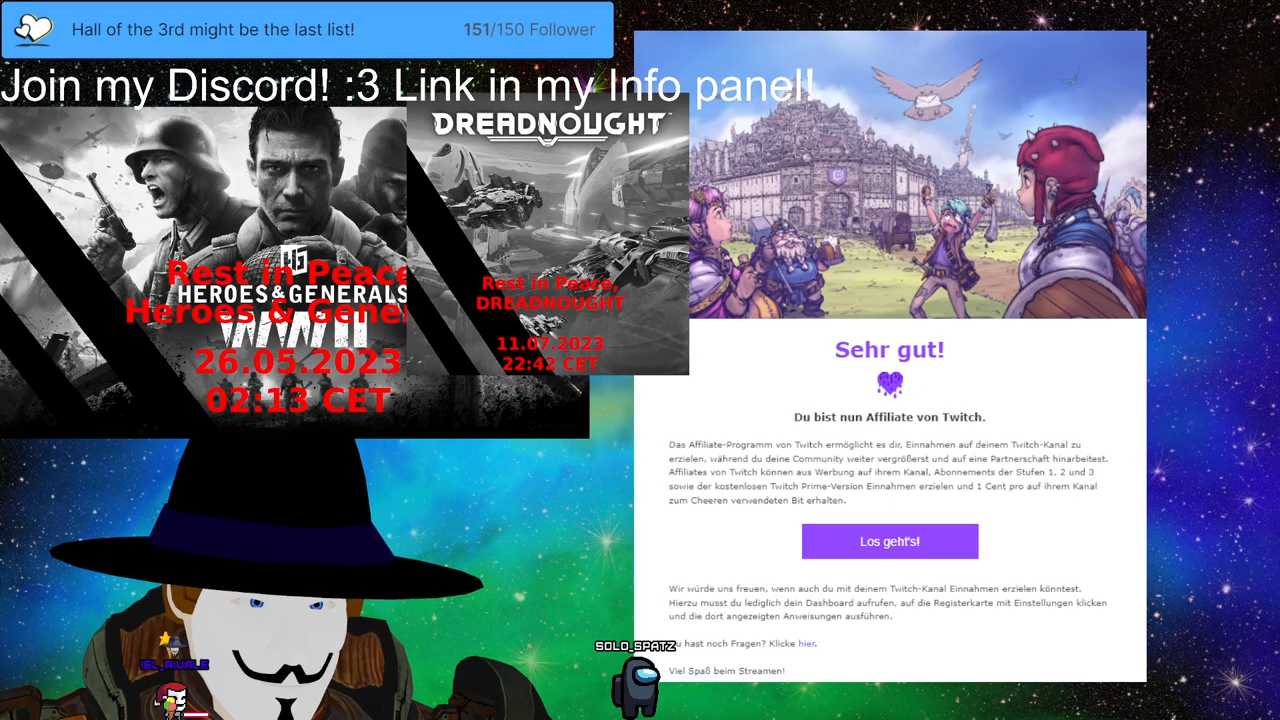 Hall of the 3rd might be the last list!
151/150 Follower
Join my Discord! :3 Link in my Info panel!
DREADNOUGHT
Rest in Peace
HEROES & GENERALS
Heroes & Gener
WWII
26.05.2023
02:13 CET
Rest in Peace,
DREADNOUGHT
11.07.2023
22:42 CET
Sehr gut!
Du bist nun Affiliate von Twitch.
Das Affiliate-Programm von Twitch ermöglicht es dir, Einnahmen auf deinem Twitch-Kanal zu
erzielen, während du deine Community weiter vergrößerst und auf eine Partnerschaft hinarbeitest.
Affiliates von Twitch können aus Werbung auf ihrem Kanal, Abonnements der Stufen 1, 2 und 3
sowie der kostenlosen Twitch Prime-Version Einnahmen erzielen und 1 Cent pro auf ihrem Kanal
zum Cheeren verwendeten Bit erhalten.
Los geht's!
Wir würde uns freuen, wenn auch du mit deinem Twitch-Kanal Einnahmen erzielen könntest.
Hierzu musst du lediglich dein Dashboard aufrufen, auf die Registerkarte mit Einstellungen klicken
und die dort angezeigten Anweisungen ausführen.
u hast noch Fragen? Klicke hier.
Viel Spaß beim Streamen!
SOLO_SPATZ
IEL_RIVALE